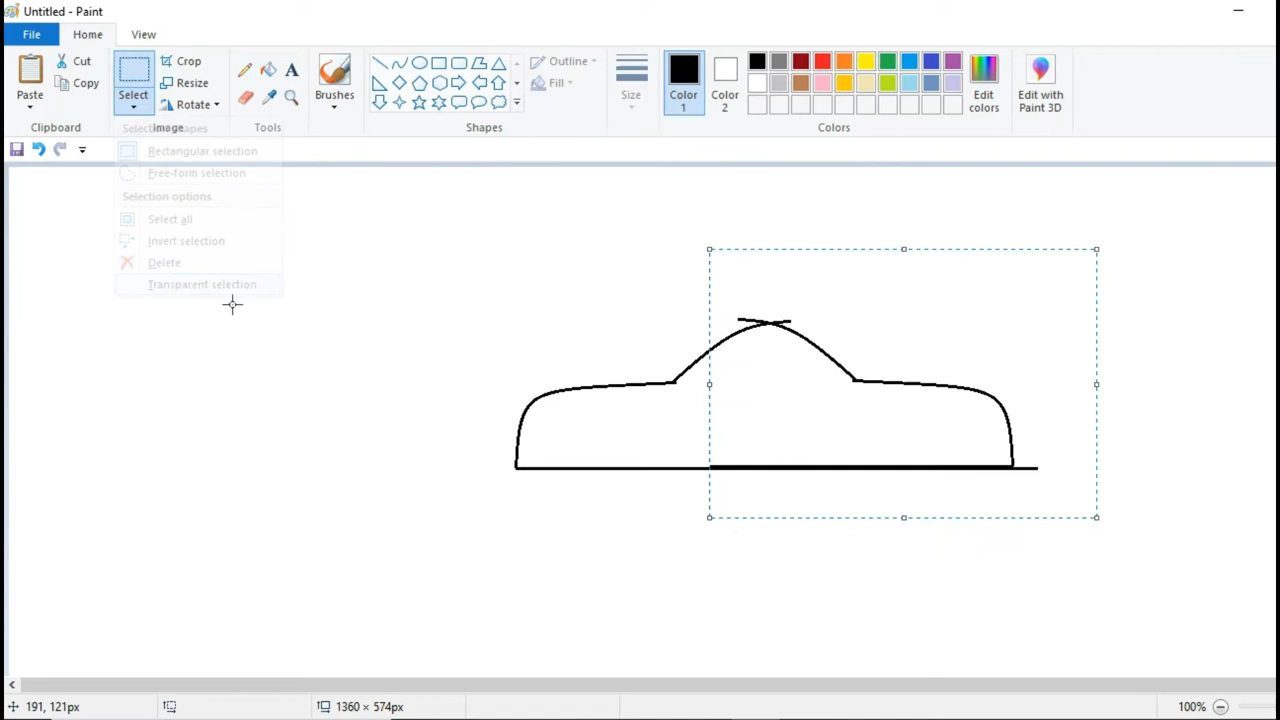 Untitled - Paint
File Home View
Cut
Copy
Paste
Clipboard
Select
Crop
Resize
Rotate
Image
Tools
Brushes
Outline
Fill
Shapes
Size
Color 1
Color 2
Edit colors
Colors
Edit with Paint 3D
Selection shapes
Rectangular selection
Free-form selection
Selection options
Select all
Invert selection
Delete
Transparent selection
191, 121px
1360 × 574px
100%